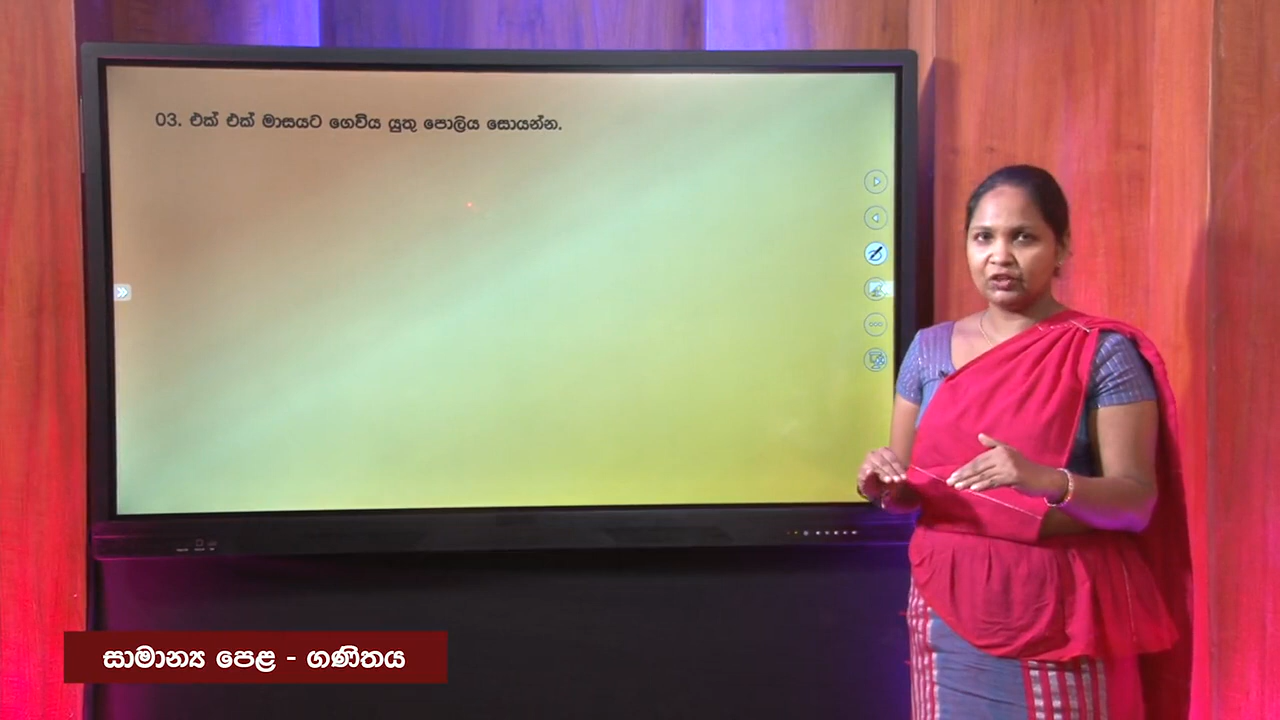 03. එක් එක් මාසයට ගෙවිය යුතු පොලිය සොයන්න.
සාමාන්‍ය පෙළ - ගණිතය